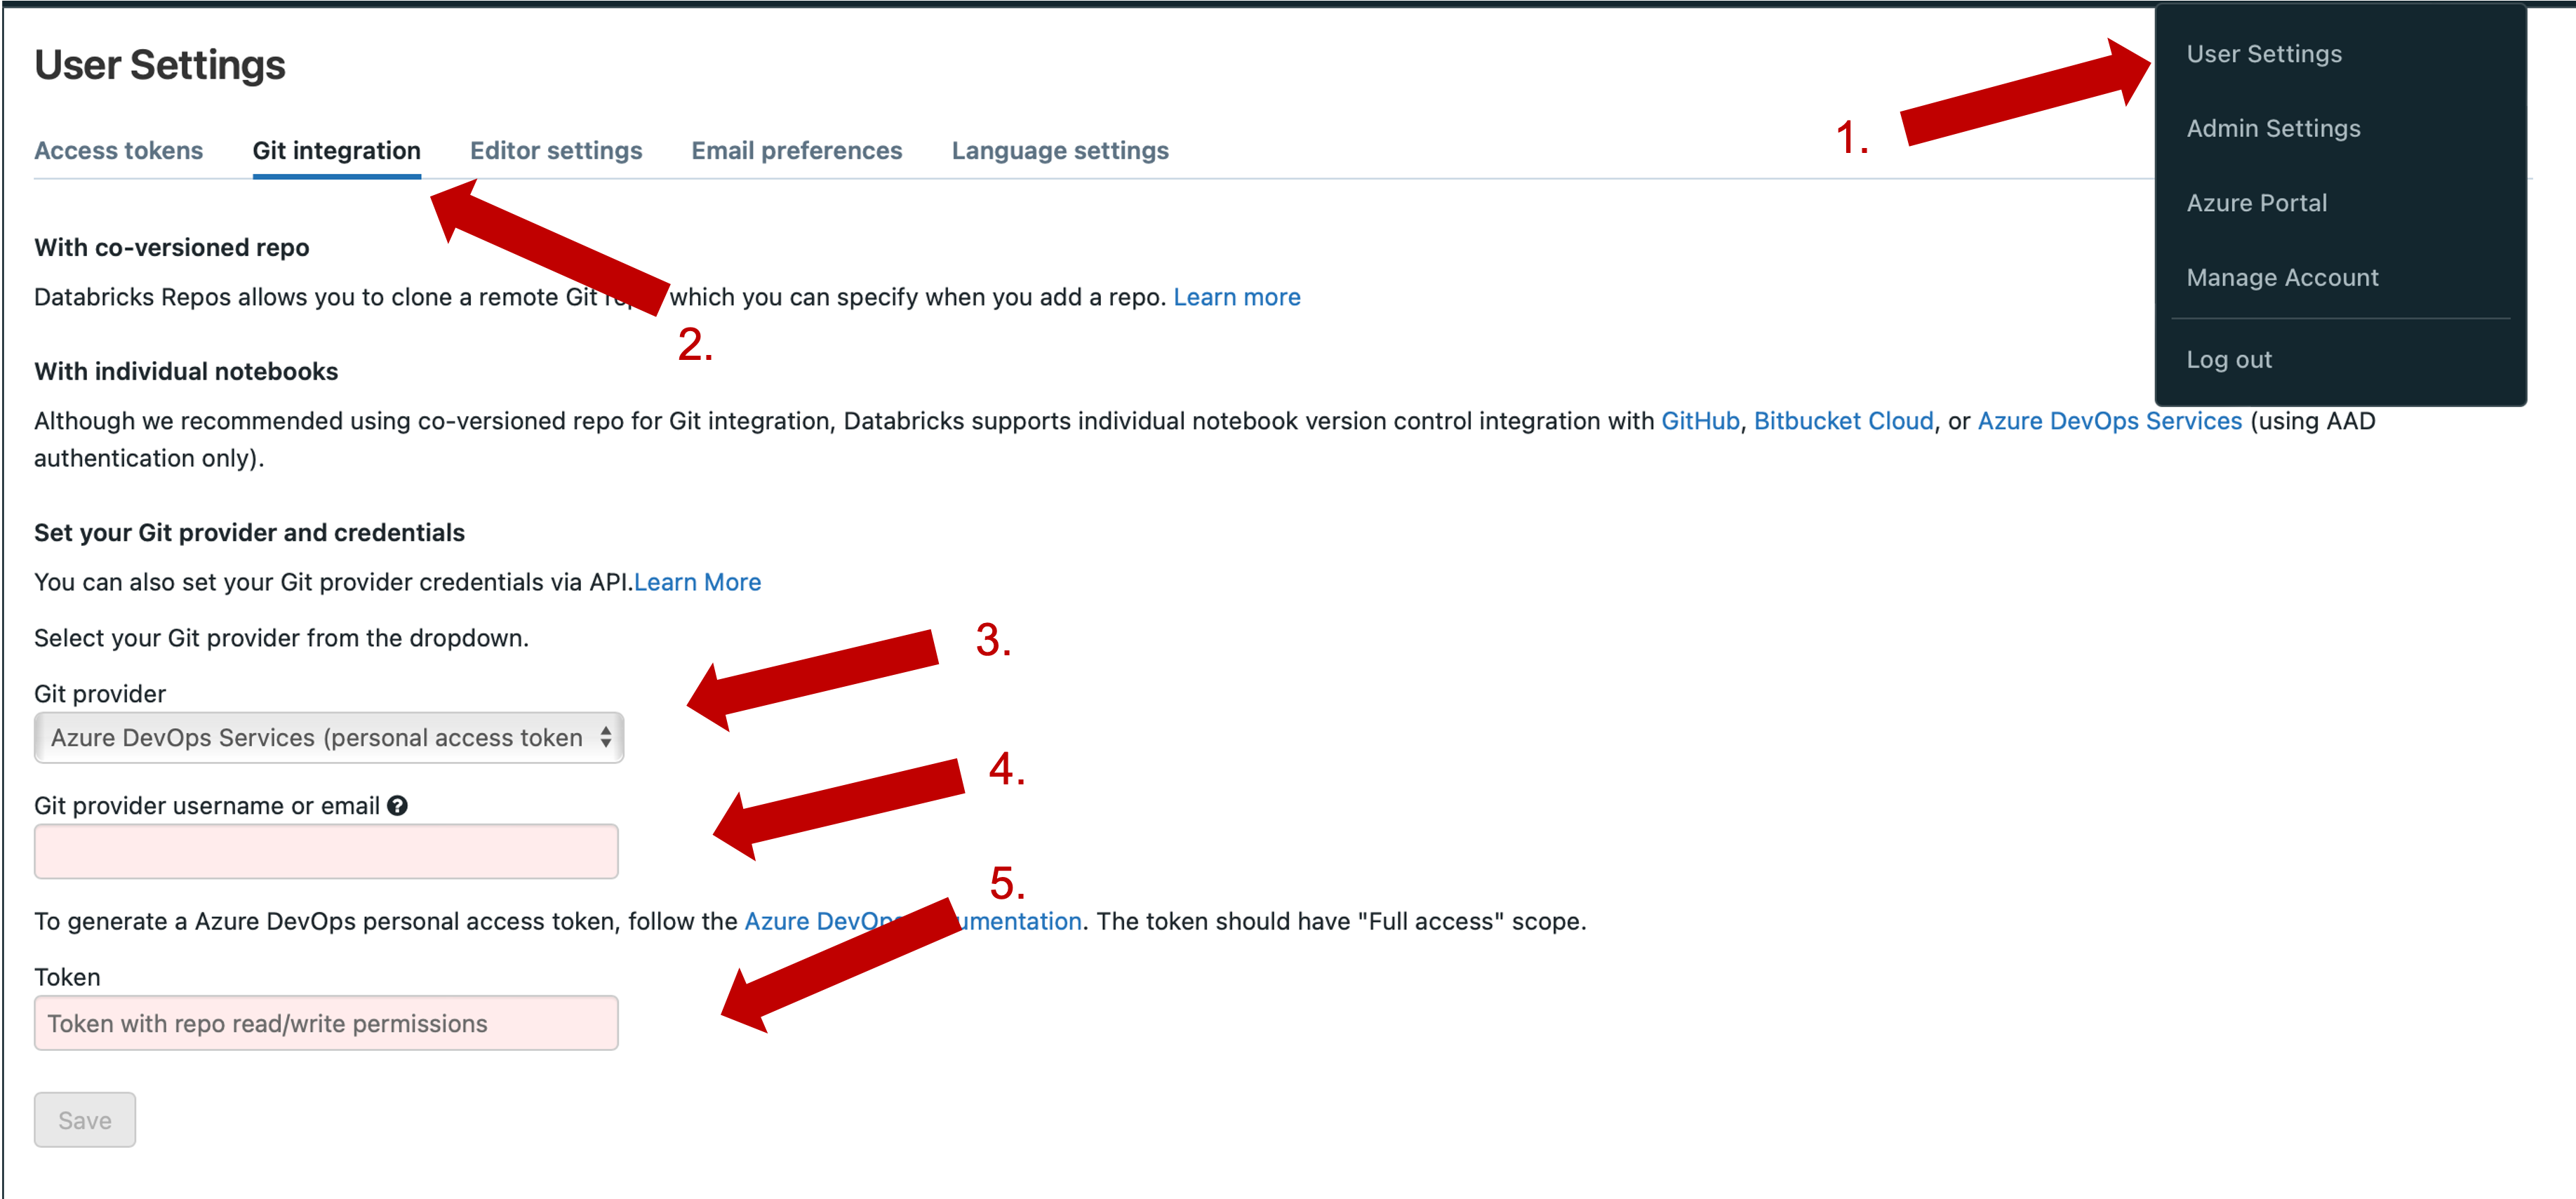 User Settings
Access tokens Git integration Editor settings Email preferences Language settings
With co-versioned repo
Databricks Repos allows you to clone a remote Git which you can specify when you add a repo. Learn more
With individual notebooks
Although we recommended using co-versioned repo for Git integration, Databricks supports individual notebook version control integration with GitHub, Bitbucket Cloud, or Azure DevOps Services (using AAD
authentication only).
Set your Git provider and credentials
You can also set your Git provider credentials via API.Learn More
Select your Git provider from the dropdown.
Git provider
Azure DevOps Services (personal access token
Git provider username or email ?
To generate a Azure DevOps personal access token, follow the Azure DevOps umentation. The token should have "Full access" scope.
Token
Token with repo read/write permissions
Save
User Settings
Admin Settings
Azure Portal
Manage Account
Log out
1.
2.
3.
4.
5.